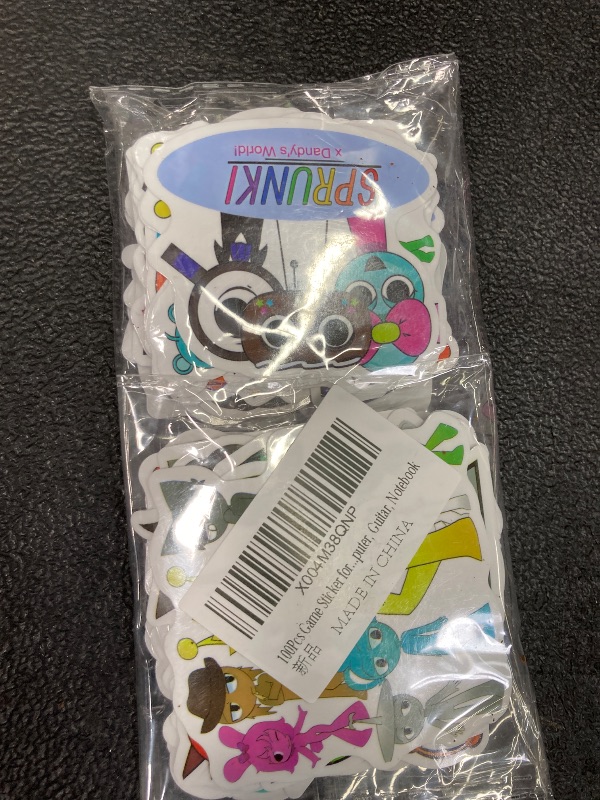 SPRUNKI
x Dandy's World!
X004M38QNP
100Pcs Game Sticker for...puter, Guitar, Notebook
新品
MADE IN CHINA